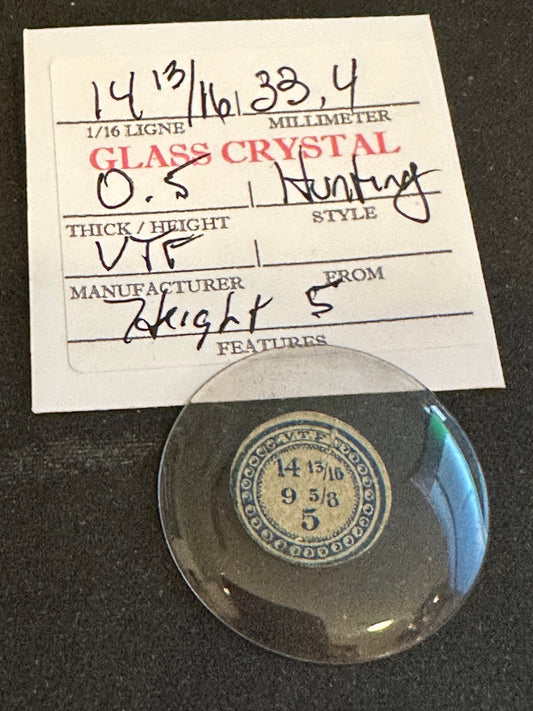 14 13/16 | 33.4
1/16 LIGNE MILLIMETER
GLASS CRYSTAL
0.5 | Hunting
THICK / HEIGHT STYLE
VTF |
MANUFACTURER FROM
Height 5
FEATURES
V.T.F
14 13/16
9 5/8
5